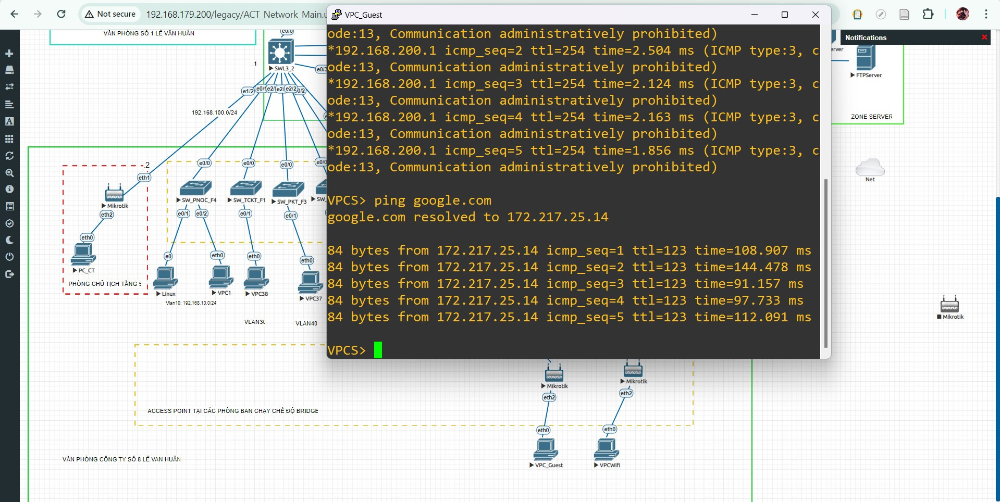 Not secure
192.168.179.200/legacy/ACT_Network_Main.u
VPC_Guest
Notifications
VĂN PHÒNG SỐ 1 LÊ VĂN HUÂN
e0/0
.1
SWL3_2
e0/3
e1/2
e0/1
e2/
e2/
e2/2
0/2
192.168.100.0/24
erver
FTPServer
ZONE SERVER
Net
ode:13, Communication administratively prohibited)
*192.168.200.1 icmp_seq=2 ttl=254 time=2.504 ms (ICMP type:3, c
ode:13, Communication administratively prohibited)
*192.168.200.1 icmp_seq=3 ttl=254 time=2.124 ms (ICMP type:3, c
ode:13, Communication administratively prohibited)
*192.168.200.1 icmp_seq=4 ttl=254 time=2.163 ms (ICMP type:3, c
ode:13, Communication administratively prohibited)
*192.168.200.1 icmp_seq=5 ttl=254 time=1.856 ms (ICMP type:3, c
ode:13, Communication administratively prohibited)
VPCS> ping google.com
google.com resolved to 172.217.25.14
84 bytes from 172.217.25.14 icmp_seq=1 ttl=123 time=108.907 ms
84 bytes from 172.217.25.14 icmp_seq=2 ttl=123 time=144.478 ms
84 bytes from 172.217.25.14 icmp_seq=3 ttl=123 time=91.157 ms
84 bytes from 172.217.25.14 icmp_seq=4 ttl=123 time=97.733 ms
84 bytes from 172.217.25.14 icmp_seq=5 ttl=123 time=112.091 ms
VPCS>
.2
eth1
e0/0
e0/0
e0/0
e0/0
Mikrotik
SW_PNOC_F4
SW_TCKT_F1
SW_PKT_F3
SW_
eth2
e0/1
e0/2
e0/1
e0/1
eth0
e0
eth0
eth0
eth0
PC_CT
PHÒNG CHỦ TỊCH TẦNG 5
Linux
VPC1
VPC38
VPC37
Vlan10: 192.168.10.0/24
VLAN30
VLAN40
Mikrotik
Mikrotik
Mikrotik
eth2
eth2
ACCESS POINT TẠI CÁC PHÒNG BAN CHẠY CHẾ ĐỘ BRIDGE
eth0
eth0
VPC_Guest
VPCWifi
VĂN PHÒNG CÔNG TY SỐ 8 LÊ VAN HUÂN